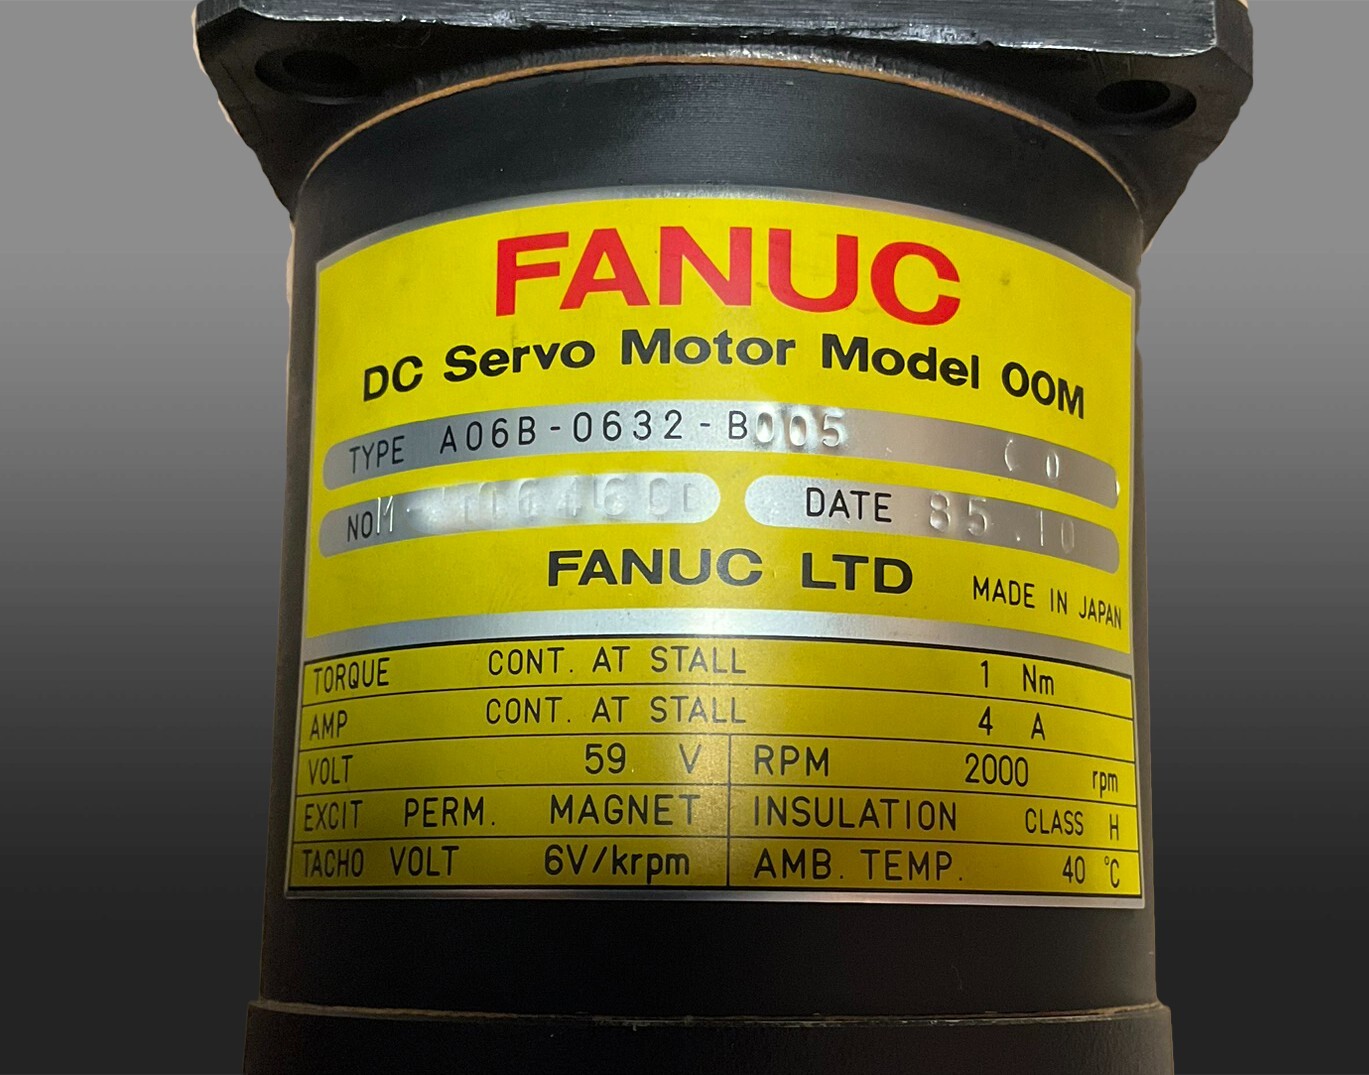 FANUC
DC Servo Motor Model 00M
TYPE A06B-0632-B005
NO DATE 85.10
FANUC LTD MADE IN JAPAN
TORQUE CONT. AT STALL 1 Nm
AMP CONT. AT STALL 4 A
VOLT 59 V RPM 2000 rpm
EXCIT PERM. MAGNET INSULATION CLASS H
TACHO VOLT 6V/krpm AMB. TEMP. 40 °C